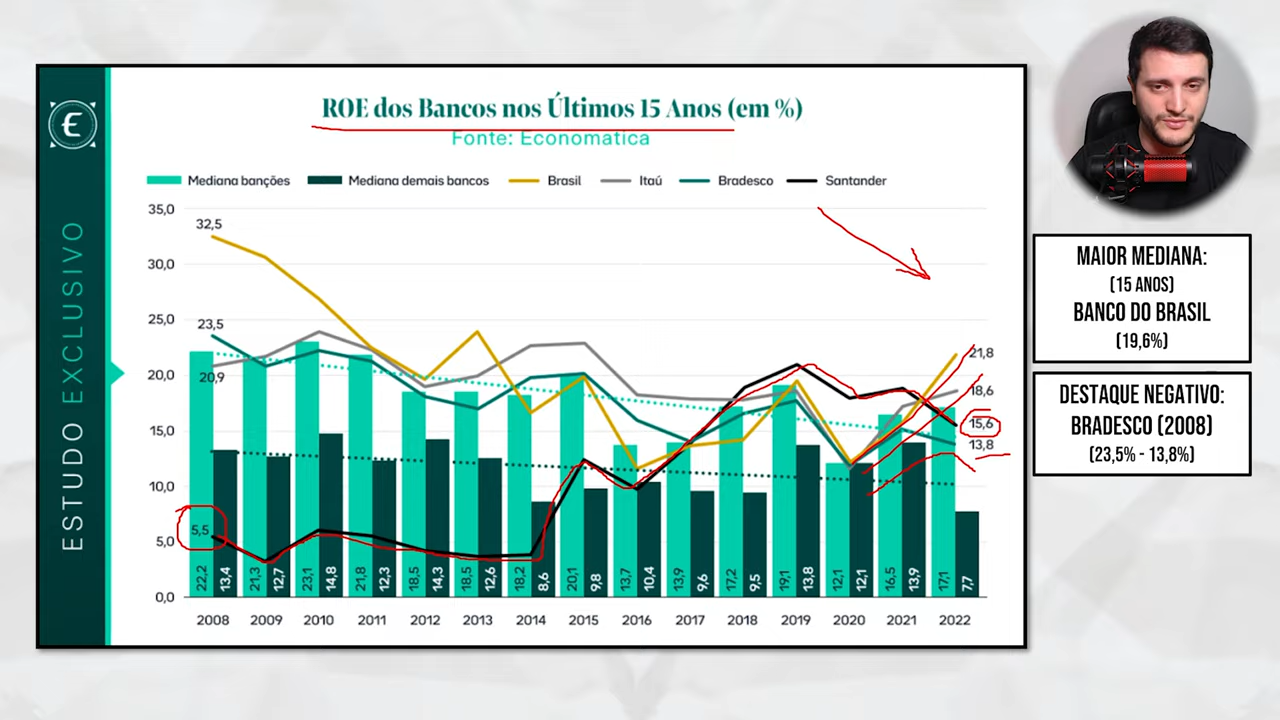 ESTUDO EXCLUSIVO
ROE dos Bancos nos Últimos 15 Anos (em %)
Fonte: Economatica
Mediana banções Mediana demais bancos Brasil Itaú Bradesco Santander
35,0
30,0
25,0
20,0
15,0
10,0
5,0
0,0
32,5
23,5
20,9
5,5
21,8
18,6
15,6
13,8
22,2 13,4 21,3 12,7 23,1 14,8 21,8 12,3 18,5 14,3 18,5 12,6 18,2 8,6 20,1 9,8 13,7 10,4 13,9 9,6 17,2 9,5 19,1 13,8 12,1 12,1 16,5 13,9 17,1 7,7
2008 2009 2010 2011 2012 2013 2014 2015 2016 2017 2018 2019 2020 2021 2022
MAIOR MEDIANA:
(15 ANOS)
BANCO DO BRASIL
(19,6%)
DESTAQUE NEGATIVO:
BRADESCO (2008)
(23,5% - 13,8%)